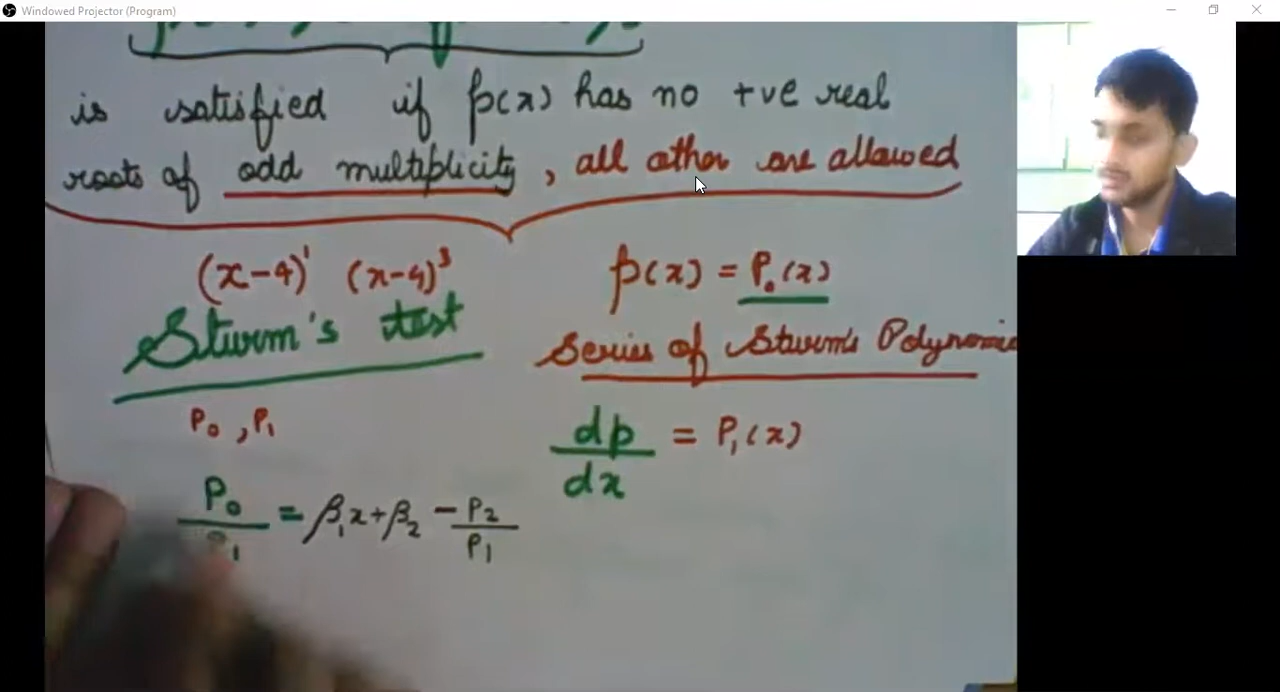 Windowed Projector (Program)
is satisfied if p(x) has no +ve real
roots of odd multiplicity, all other are allowed
(x-4)¹ (x-4)³
p(x) = P₀(x)
Sturm's test
Series of Sturm's Polynomia
P₀, P₁
dp/dx = P₁(x)
P₀/P₁ = β₁x+β₂ - P₂/P₁